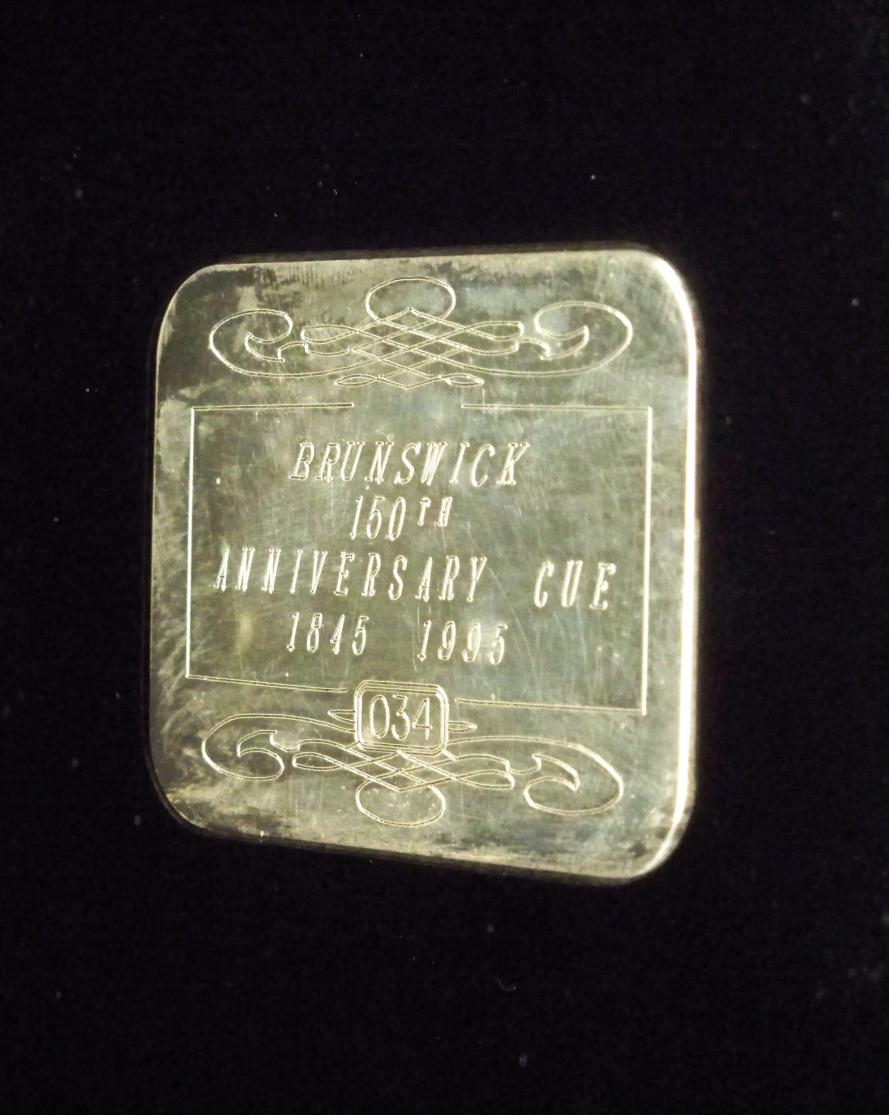 BRUNSWICK
150TH
ANNIVERSARY CUE
1845 1995
034